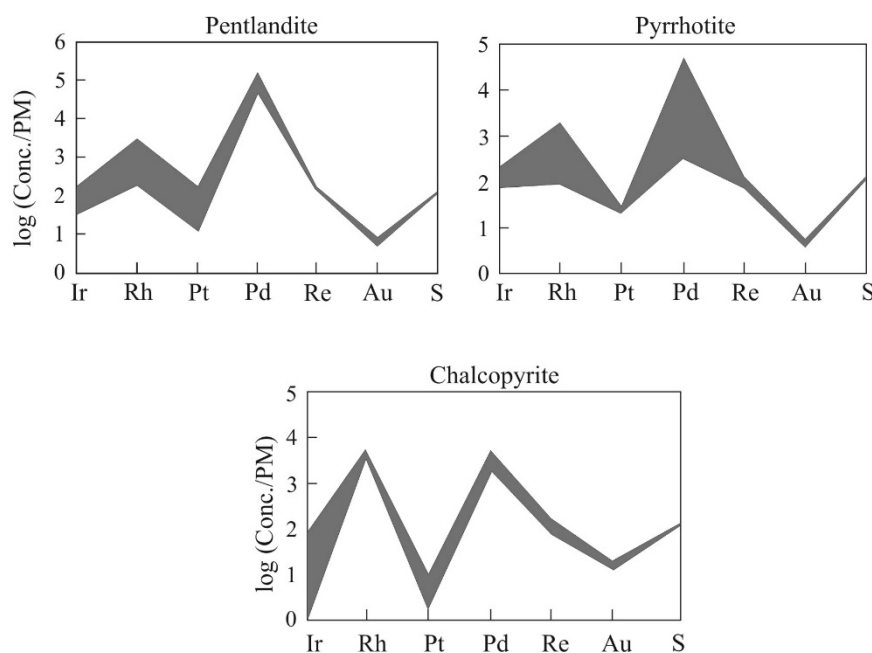 Pentlandite
log (Conc./PM)
6
5
4
3
2
1
0
Ir Rh Pt Pd Re Au S
Pyrrhotite
5
4
3
2
1
0
Ir Rh Pt Pd Re Au S
Chalcopyrite
log (Conc./PM)
5
4
3
2
1
0
Ir Rh Pt Pd Re Au S